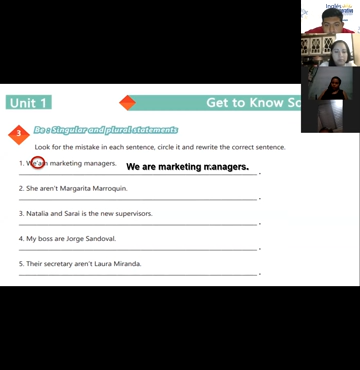 Inglés
Unit 1
Get to Know So
3
Be : Singular and plural statements
Look for the mistake in each sentence, circle it and rewrite the correct sentence.
1. We'am marketing managers.
We are marketing managers.
2. She aren't Margarita Marroquin.
3. Natalia and Sarai is the new supervisors.
4. My boss are Jorge Sandoval.
5. Their secretary aren't Laura Miranda.